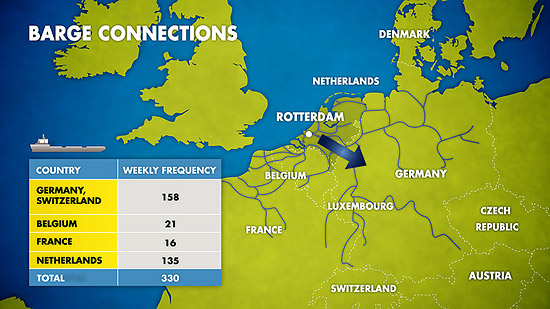 BARGE CONNECTIONS
DENMARK
NETHERLANDS
ROTTERDAM
BELGIUM
GERMANY
LUXEMBOURG
FRANCE
CZECH
REPUBLIC
AUSTRIA
SWITZERLAND
COUNTRY WEEKLY FREQUENCY
GERMANY,
SWITZERLAND 158
BELGIUM 21
FRANCE 16
NETHERLANDS 135
TOTAL 330